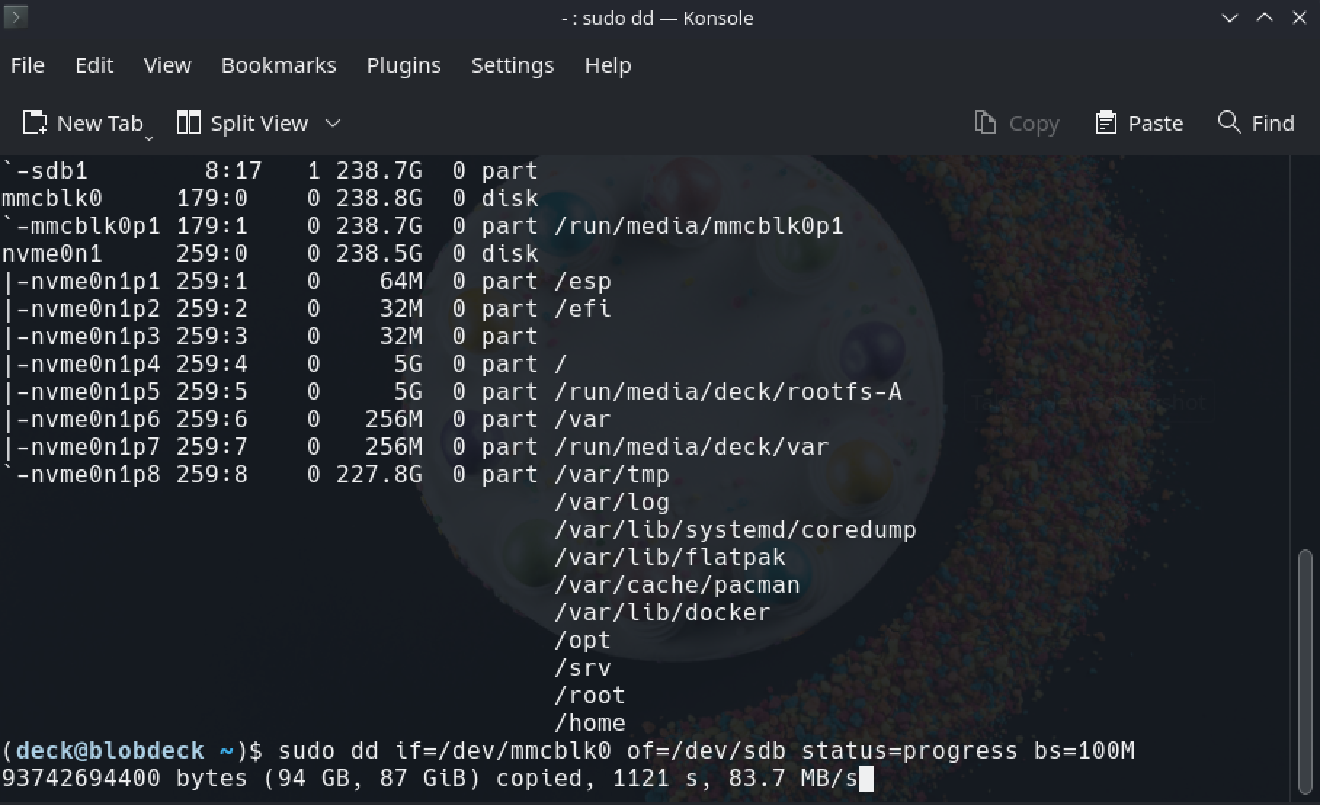 - : sudo dd — Konsole
File Edit View Bookmarks Plugins Settings Help
New Tab Split View Copy Paste Find
`-sdb1        8:17   1 238.7G  0 part
mmcblk0     179:0    0 238.8G  0 disk
`-mmcblk0p1 179:1    0 238.7G  0 part /run/media/mmcblk0p1
nvme0n1     259:0    0 238.5G  0 disk
|-nvme0n1p1 259:1    0    64M  0 part /esp
|-nvme0n1p2 259:2    0    32M  0 part /efi
|-nvme0n1p3 259:3    0    32M  0 part
|-nvme0n1p4 259:4    0     5G  0 part /
|-nvme0n1p5 259:5    0     5G  0 part /run/media/deck/rootfs-A
|-nvme0n1p6 259:6    0   256M  0 part /var
|-nvme0n1p7 259:7    0   256M  0 part /run/media/deck/var
`-nvme0n1p8 259:8    0 227.8G  0 part /var/tmp
/var/log
/var/lib/systemd/coredump
/var/lib/flatpak
/var/cache/pacman
/var/lib/docker
/opt
/srv
/root
/home
(deck@blobdeck ~)$ sudo dd if=/dev/mmcblk0 of=/dev/sdb status=progress bs=100M
93742694400 bytes (94 GB, 87 GiB) copied, 1121 s, 83.7 MB/s